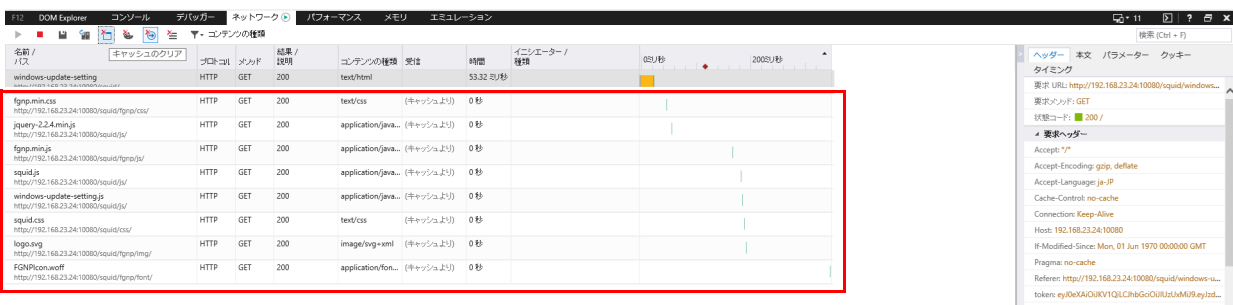 F12 DOM Explorer コンソール デバッガー ネットワーク パフォーマンス メモリ エミュレーション 11 ?
コンテンツの種類 検索 (Ctrl + F)
キャッシュのクリア
名前 / パス プロトコル メソッド 結果 / 説明 コンテンツの種類 受信 時間 イニシエーター / 種類 0ミリ秒 200ミリ秒
windows-update-setting HTTP GET 200 text/html 53.32 ミリ秒
fgnp.min.css HTTP GET 200 text/css (キャッシュより) 0 秒
http://192.168.23.24:10080/squid/fgnp/css/
jquery-2.2.4.min.js HTTP GET 200 application/java... (キャッシュより) 0 秒
http://192.168.23.24:10080/squid/js/
fgnp.min.js HTTP GET 200 application/java... (キャッシュより) 0 秒
http://192.168.23.24:10080/squid/fgnp/js/
squid.js HTTP GET 200 application/java... (キャッシュより) 0 秒
http://192.168.23.24:10080/squid/js/
windows-update-setting.js HTTP GET 200 application/java... (キャッシュより) 0 秒
http://192.168.23.24:10080/squid/js/
squid.css HTTP GET 200 text/css (キャッシュより) 0 秒
http://192.168.23.24:10080/squid/css/
logo.svg HTTP GET 200 image/svg+xml (キャッシュより) 0 秒
http://192.168.23.24:10080/squid/fgnp/img/
FGNPIcon.woff HTTP GET 200 application/fon... (キャッシュより) 0 秒
http://192.168.23.24:10080/squid/fgnp/font/
ヘッダー 本文 パラメーター クッキー
タイミング
要求 URL: http://192.168.23.24:10080/squid/windows...
要求メソッド: GET
状態コード: 200 /
要求ヘッダー
Accept: */*
Accept-Encoding: gzip, deflate
Accept-Language: ja-JP
Cache-Control: no-cache
Connection: Keep-Alive
Host: 192.168.23.24:10080
If-Modified-Since: Mon, 01 Jun 1970 00:00:00 GMT
Pragma: no-cache
Referer: http://192.168.23.24:10080/squid/windows-u...
token: eyJ0eXAiOiJKV1QiLCJhbGciOiJIUzUxMiJ9.eyJzd...